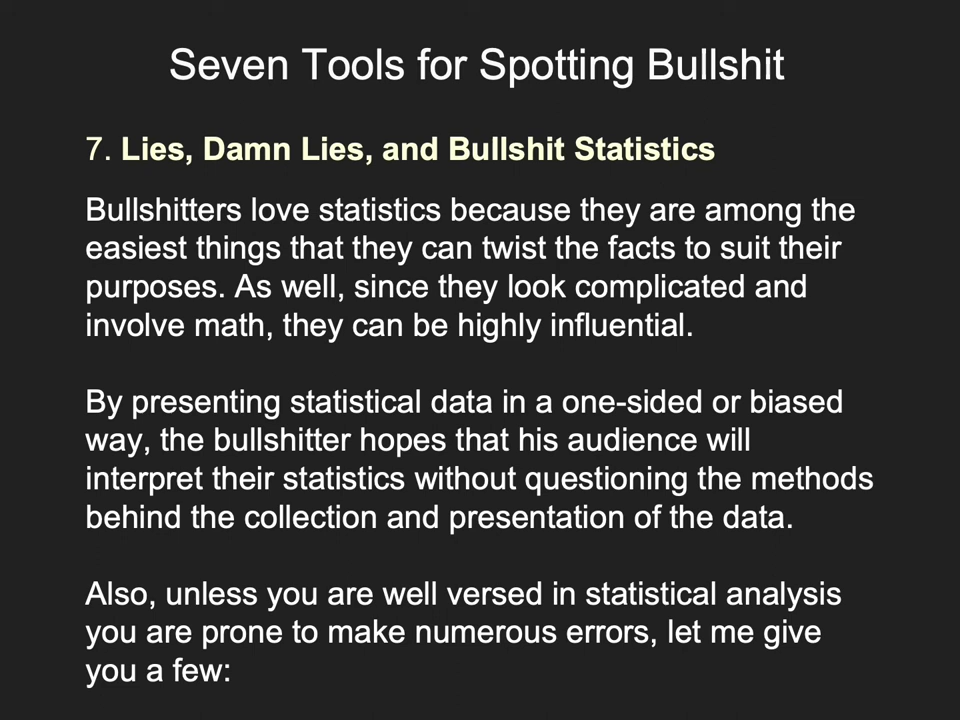 Seven Tools for Spotting Bullshit
7. Lies, Damn Lies, and Bullshit Statistics
Bullshitters love statistics because they are among the
easiest things that they can twist the facts to suit their
purposes. As well, since they look complicated and
involve math, they can be highly influential.
By presenting statistical data in a one-sided or biased
way, the bullshitter hopes that his audience will
interpret their statistics without questioning the methods
behind the collection and presentation of the data.
Also, unless you are well versed in statistical analysis
you are prone to make numerous errors, let me give
you a few: